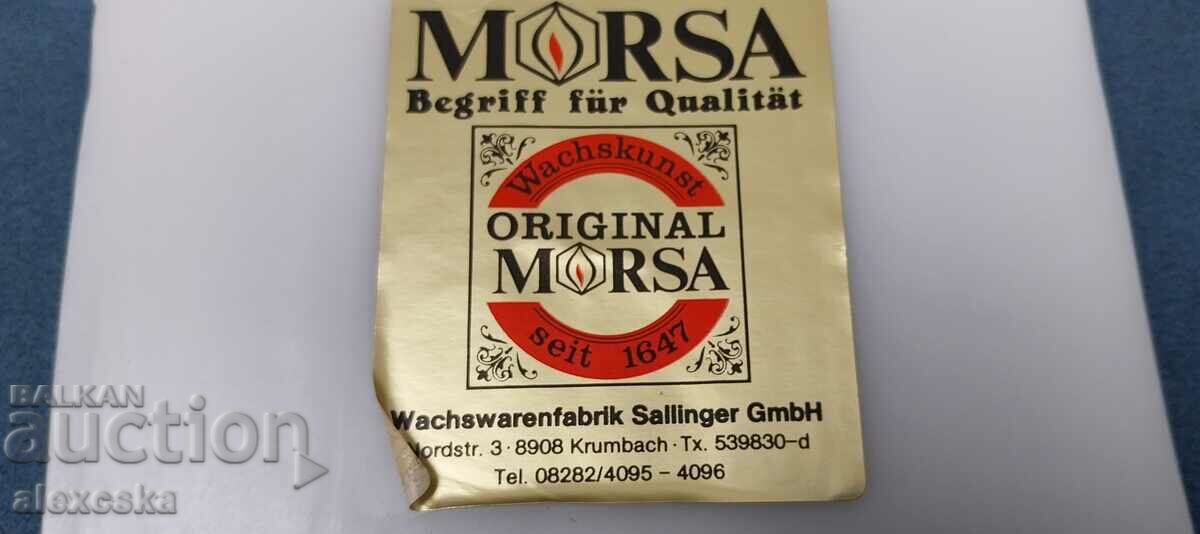 MORSA
Begriff für Qualität
Wachskunst
ORIGINAL
MORSA
seit 1647
Wachswarenfabrik Sallinger GmbH
Nordstr. 3 · 8908 Krumbach · Tx. 539830-d
Tel. 08282/4095 - 4096
BALKAN
auction
alexeska